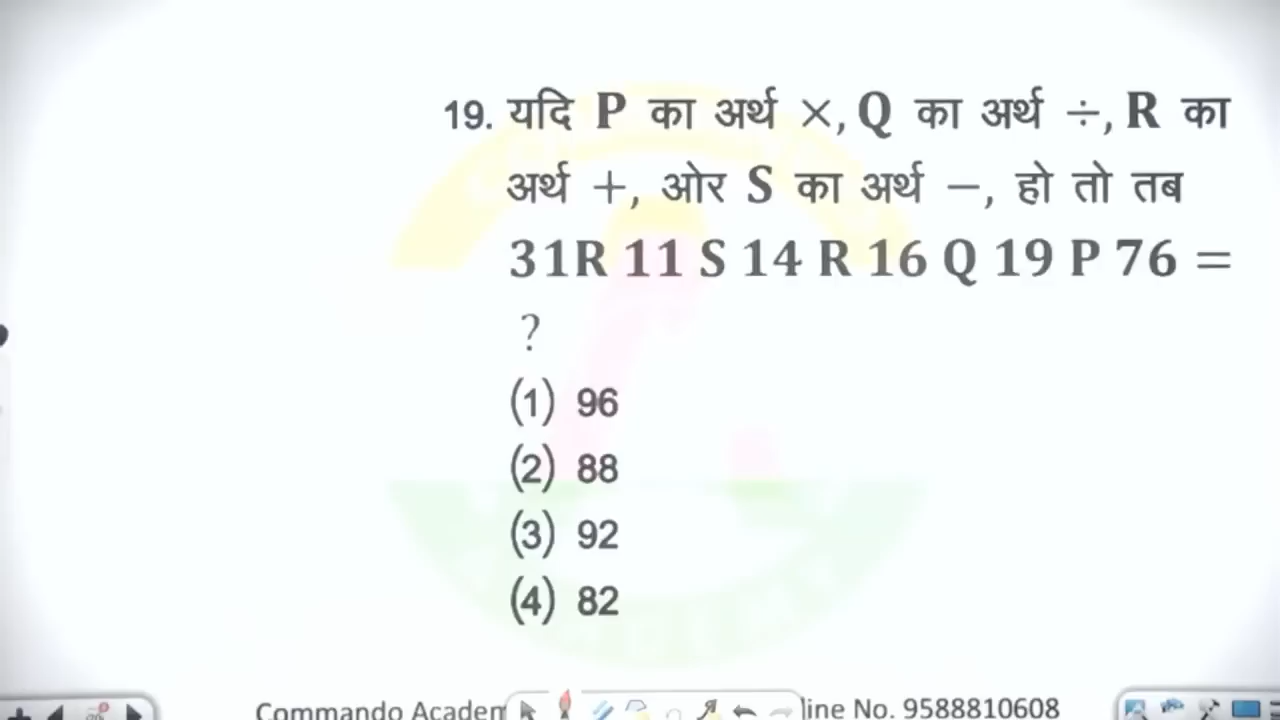 19. यदि P का अर्थ ×, Q का अर्थ ÷, R का
अर्थ +, ओर S का अर्थ −, हो तो तब
31R 11 S 14 R 16 Q 19 P 76 =
?
(1) 96
(2) 88
(3) 92
(4) 82
Commando Academ line No. 9588810608